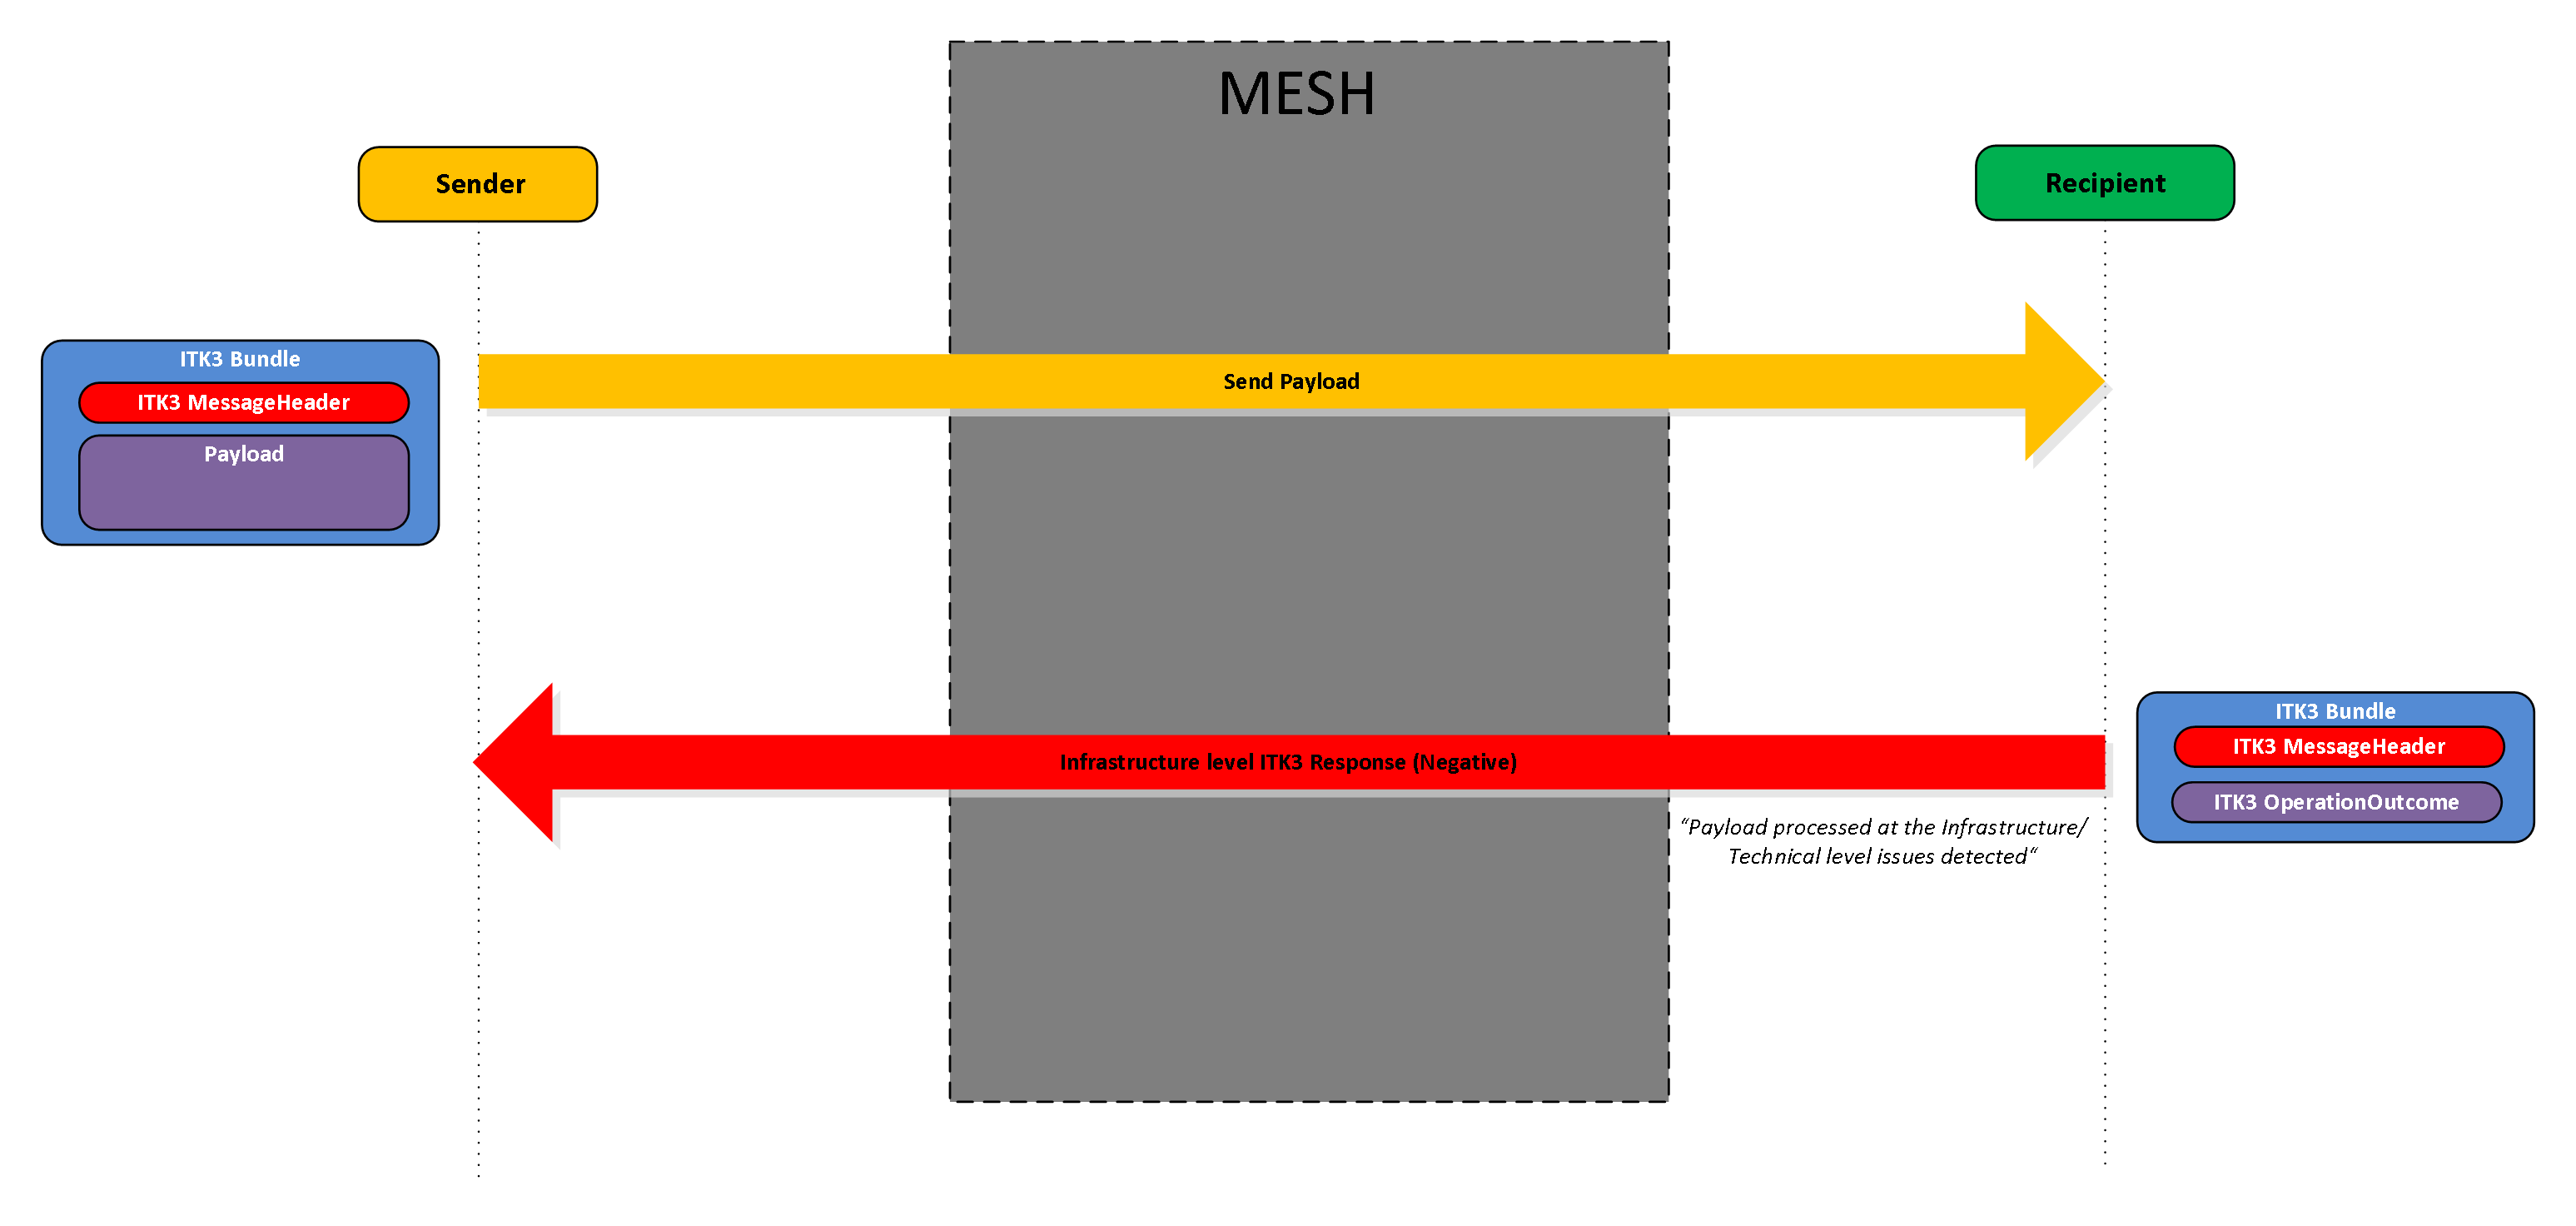 MESH
Sender
Recipient
ITK3 Bundle
ITK3 MessageHeader
Payload
Send Payload
Infrastructure level ITK3 Response (Negative)
“Payload processed at the Infrastructure/
Technical level issues detected“
ITK3 Bundle
ITK3 MessageHeader
ITK3 OperationOutcome